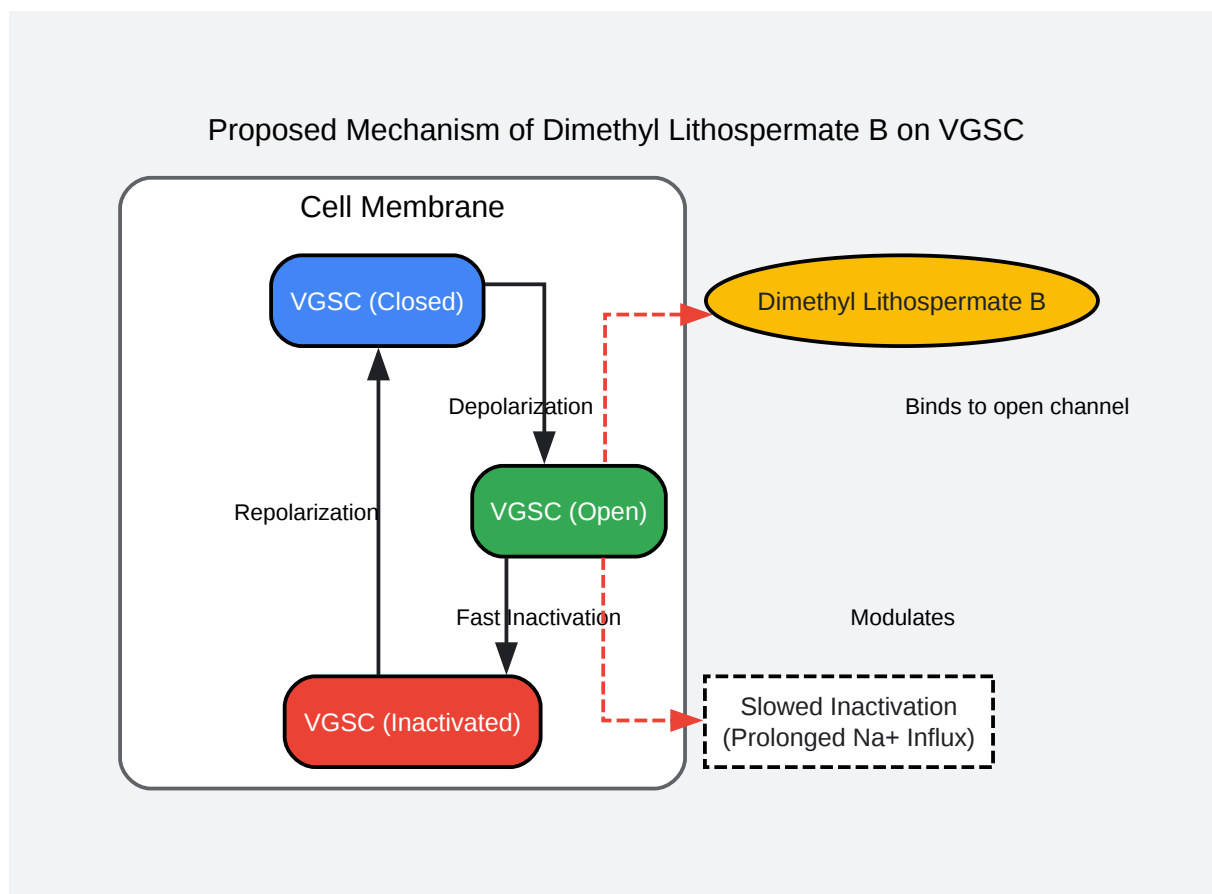 Proposed Mechanism of Dimethyl Lithospermate B on VGSC
Cell Membrane
VGSC (Closed)
Dimethyl Lithospermate B
Depolarization
Binds to open channel
Repolarization
VGSC (Open)
Fast Inactivation
Modulates
VGSC (Inactivated)
Slowed Inactivation
(Prolonged Na+ Influx)